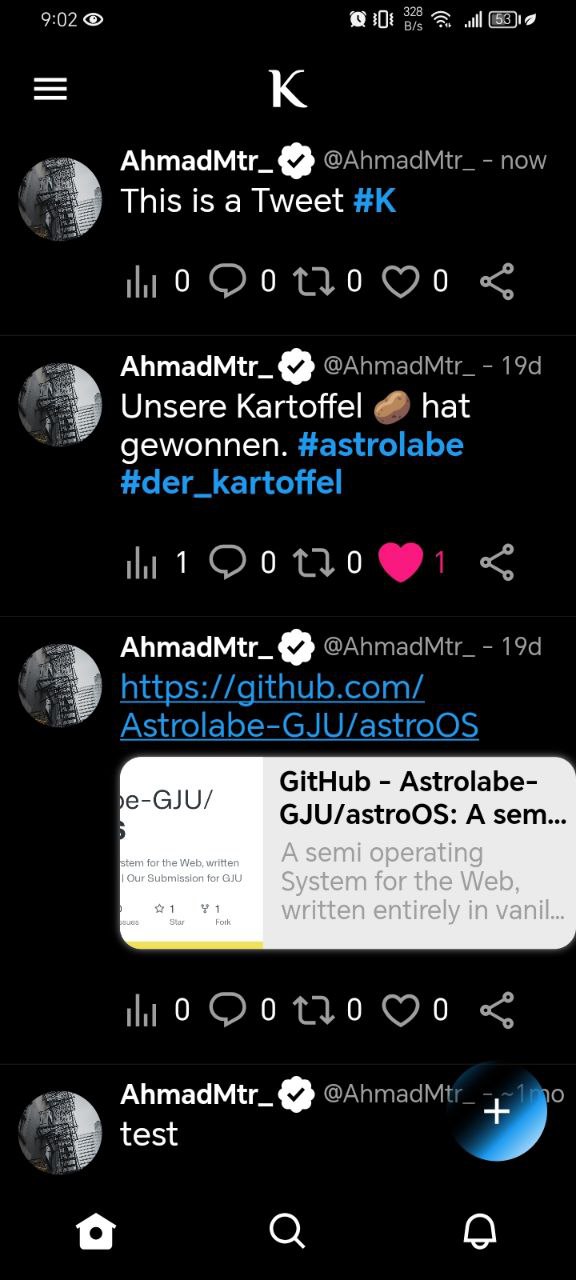 9:02
328
B/s
53
K
AhmadMtr_ @AhmadMtr_ - now
This is a Tweet #K
0 0 0 0
AhmadMtr_ @AhmadMtr_ - 19d
Unsere Kartoffel 🥔 hat
gewonnen. #astrolabe
#der_kartoffel
1 0 0 1
AhmadMtr_ @AhmadMtr_ - 19d
https://github.com/
Astrolabe-GJU/astroOS
be-GJU/
s
stem for the Web, written
| Our Submission for GJU
1 1
Star Fork
GitHub - Astrolabe-
GJU/astroOS: A sem...
A semi operating
System for the Web,
written entirely in vanil...
0 0 0 0
AhmadMtr_ @AhmadMtr_ - ~1mo
test